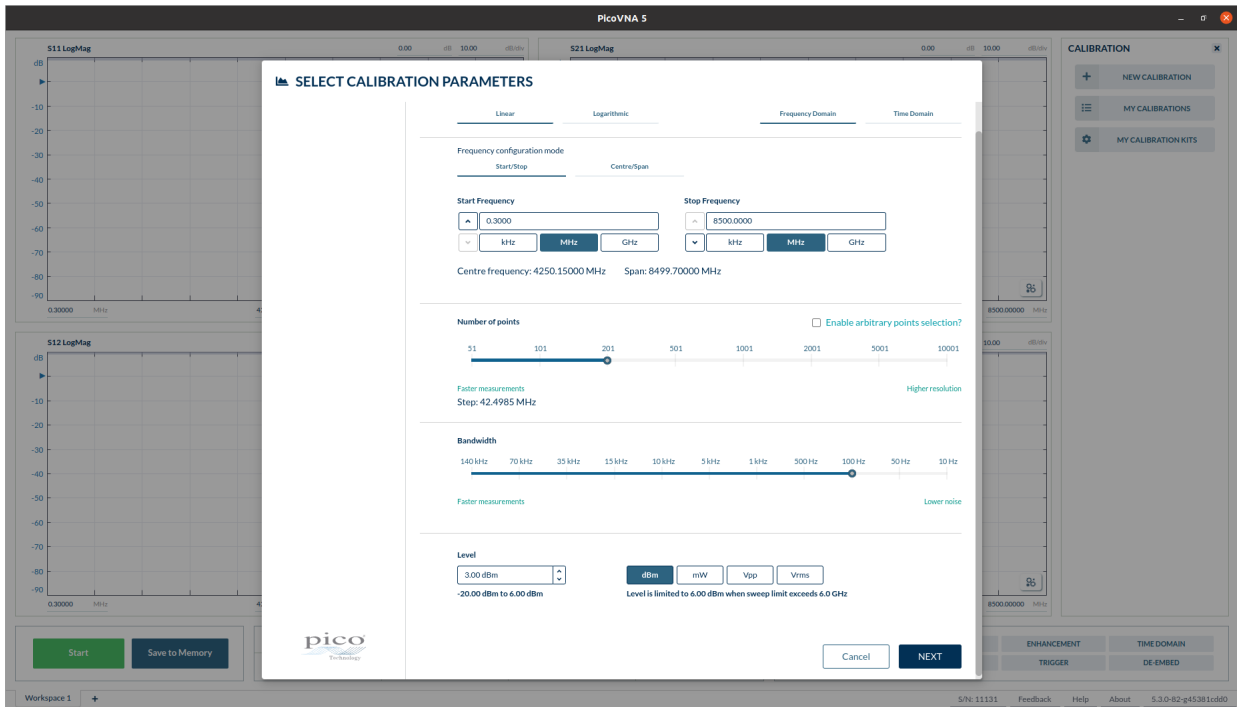 PicoVNA 5
S11 LogMag 0.00 dB 10.00 dB/div
S21 LogMag 0.00 dB 10.00 dB/div
CALIBRATION
dB
-10
-20
-30
-40
-50
-60
-70
-80
-90
0.30000 MHz
8500.00000 MHz
NEW CALIBRATION
MY CALIBRATIONS
MY CALIBRATION KITS
SELECT CALIBRATION PARAMETERS
Linear Logarithmic Frequency Domain Time Domain
Frequency configuration mode
Start/Stop Centre/Span
Start Frequency Stop Frequency
0.3000 8500.0000
kHz MHz GHz kHz MHz GHz
Centre frequency: 4250.15000 MHz Span: 8499.70000 MHz
Number of points Enable arbitrary points selection?
51 101 201 501 1001 2001 5001 10001
Faster measurements Higher resolution
Step: 42.4985 MHz
Bandwidth
140 kHz 70 kHz 35 kHz 15 kHz 10 kHz 5 kHz 1 kHz 500 Hz 100 Hz 50 Hz 10 Hz
Faster measurements Lower noise
Level
3.00 dBm dBm mW Vpp Vrms
-20.00 dBm to 6.00 dBm Level is limited to 6.00 dBm when sweep limit exceeds 6.0 GHz
pico
Technology
Cancel NEXT
S12 LogMag
10.00 dB/div
dB
-10
-20
-30
-40
-50
-60
-70
-80
-90
0.30000 MHz
8500.00000 MHz
Start Save to Memory
ENHANCEMENT TIME DOMAIN
TRIGGER DE-EMBED
Workspace 1 + S/N: 11131 Feedback Help About 5.3.0-82-g45381cdd0